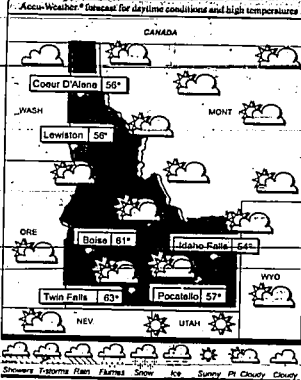 Accu-Weather® forecast for daytime conditions and high temperatures
CANADA
Coeur D'Alene 56°
WASH
MONT
Lewiston 56°
ORE
Boise 61°
Idaho Falls 54°
WYO
Twin Falls 63°
Pocatello 57°
NEV
UTAH
Showers T-storms Rain Flurries Snow Ice Sunny Pt Cloudy Cloudy